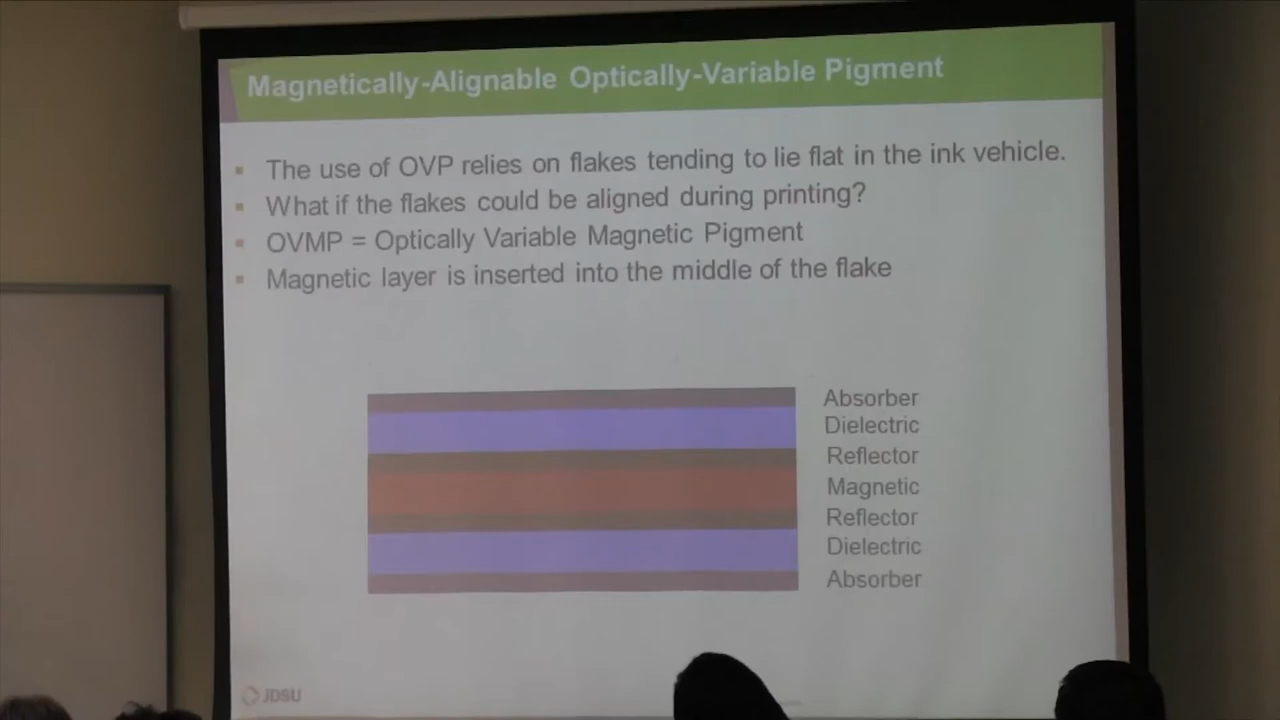 Magnetically-Alignable Optically-Variable Pigment
The use of OVP relies on flakes tending to lie flat in the ink vehicle.
What if the flakes could be aligned during printing?
OVMP = Optically Variable Magnetic Pigment
Magnetic layer is inserted into the middle of the flake
Absorber
Dielectric
Reflector
Magnetic
Reflector
Dielectric
Absorber
JDSU